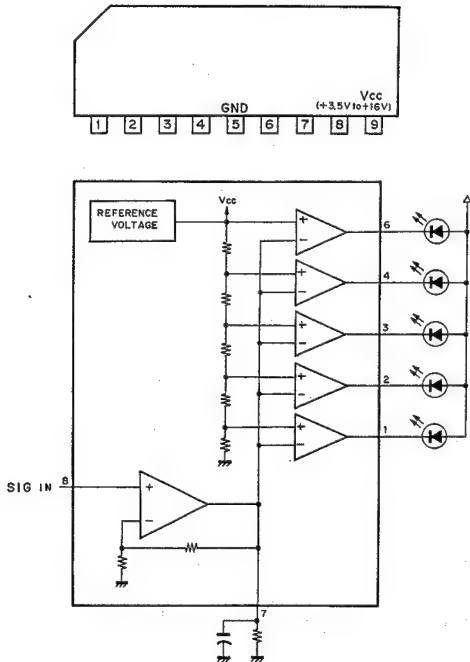 GND
Vcc
(+3.5V to +16V)
1 2 3 4 5 6 7 8 9
REFERENCE
VOLTAGE
Vcc
+
−
6
+
−
4
+
−
3
+
−
2
+
−
1
SIG IN 8
+
−
7